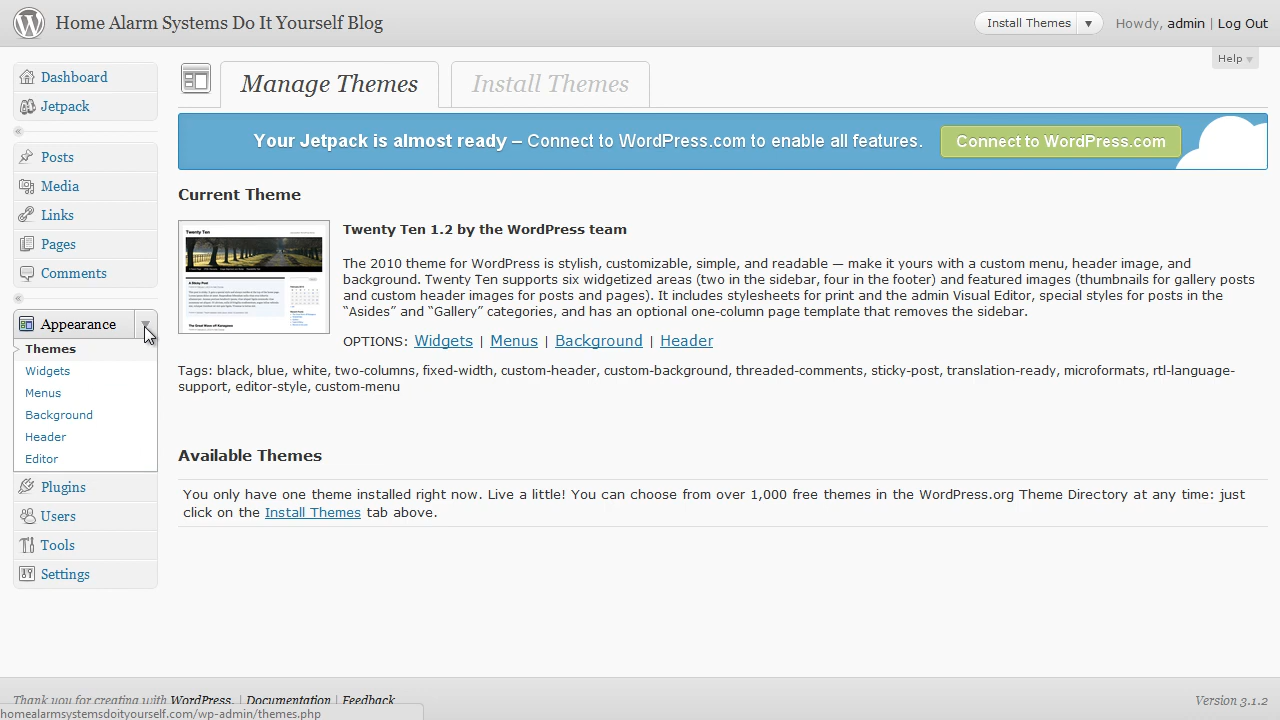 Home Alarm Systems Do It Yourself Blog
Install Themes
Howdy, admin | Log Out
Help
Dashboard
Jetpack
Posts
Media
Links
Pages
Comments
Appearance
Themes
Widgets
Menus
Background
Header
Editor
Plugins
Users
Tools
Settings
Manage Themes
Install Themes
Your Jetpack is almost ready – Connect to WordPress.com to enable all features.
Connect to WordPress.com
Current Theme
Twenty Ten
Twenty Ten 1.2 by the WordPress team
The 2010 theme for WordPress is stylish, customizable, simple, and readable — make it yours with a custom menu, header image, and
background. Twenty Ten supports six widgetized areas (two in the sidebar, four in the footer) and featured images (thumbnails for gallery posts
and custom header images for posts and pages). It includes stylesheets for print and the admin Visual Editor, special styles for posts in the
“Asides” and “Gallery” categories, and has an optional one-column page template that removes the sidebar.
OPTIONS: Widgets | Menus | Background | Header
Tags: black, blue, white, two-columns, fixed-width, custom-header, custom-background, threaded-comments, sticky-post, translation-ready, microformats, rtl-language-
support, editor-style, custom-menu
Available Themes
You only have one theme installed right now. Live a little! You can choose from over 1,000 free themes in the WordPress.org Theme Directory at any time: just
click on the Install Themes tab above.
Thank you for creating with WordPress. | Documentation | Feedback
Version 3.1.2
homealarmsystemsdoityourself.com/wp-admin/themes.php